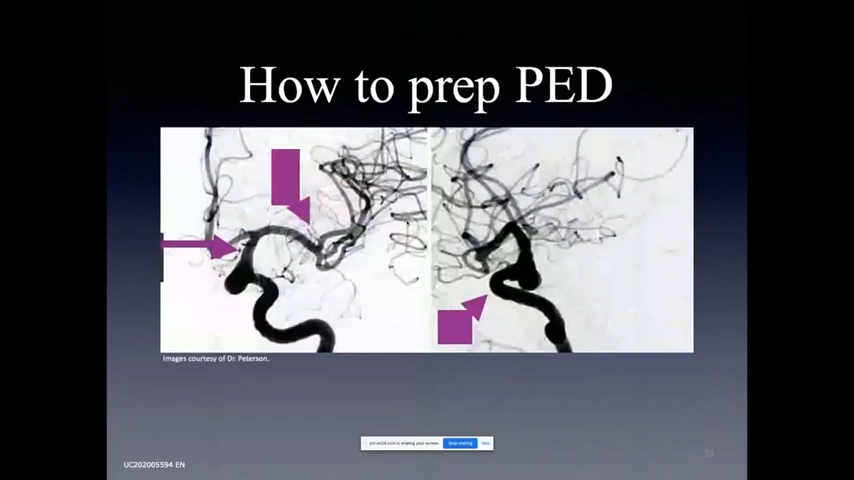 How to prep PED
Images courtesy of Dr. Peterson.
Stop sharing
Hide
UC202005594 EN